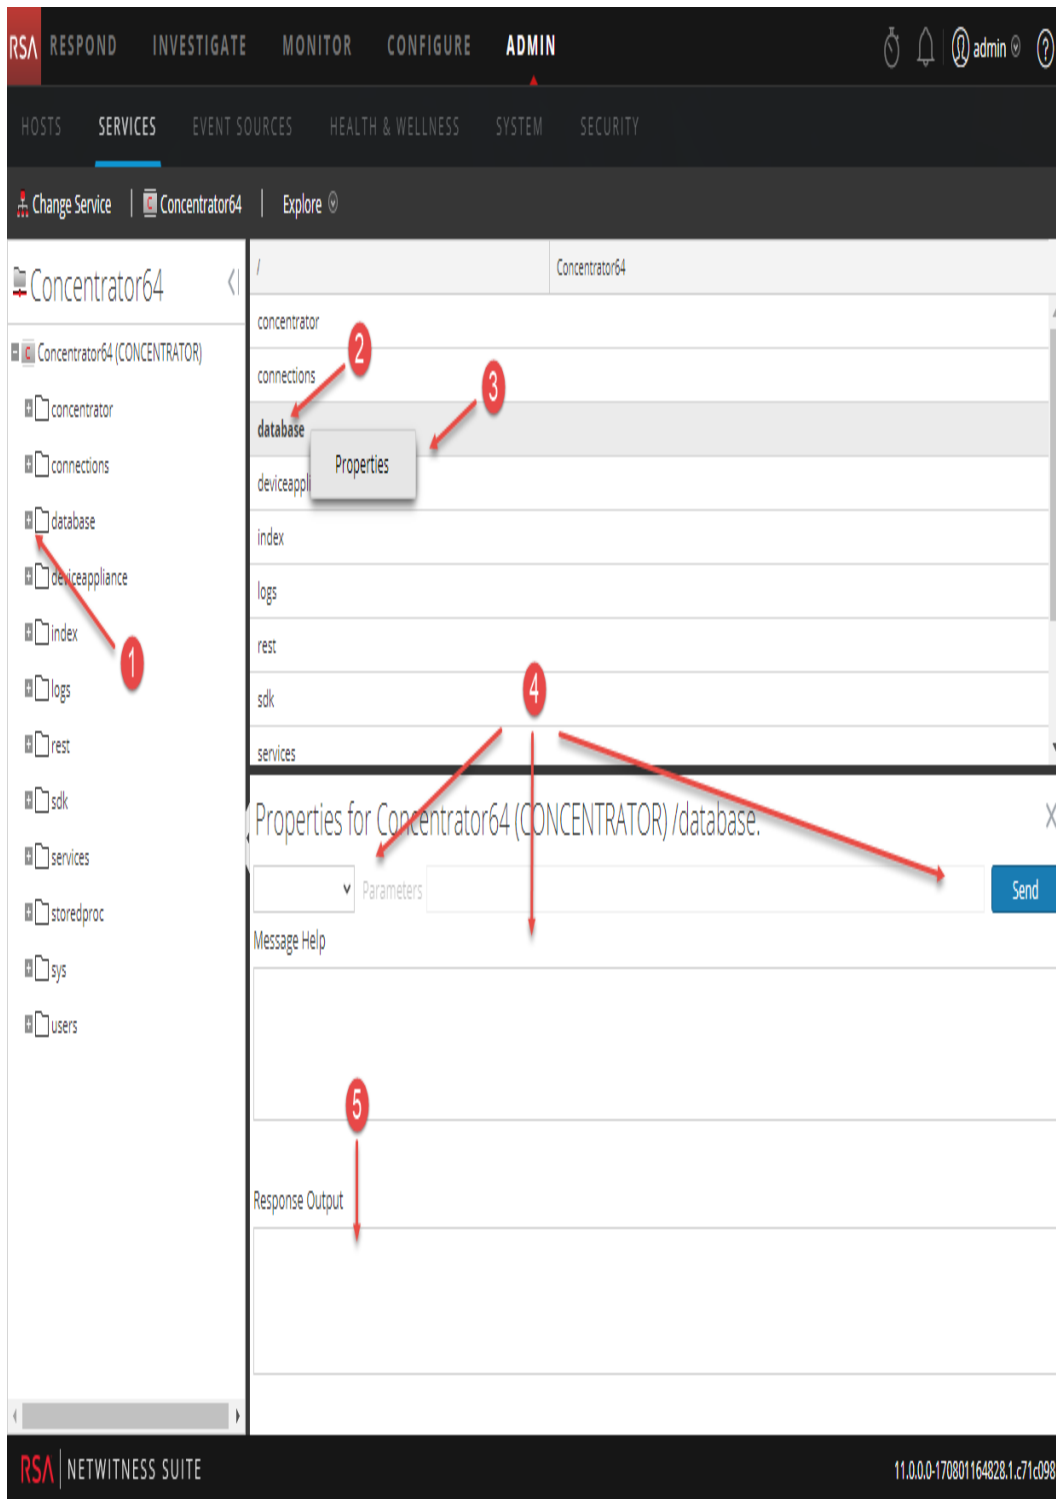 RSA RESPOND INVESTIGATE MONITOR CONFIGURE ADMIN admin ?
HOSTS SERVICES EVENT SOURCES HEALTH & WELLNESS SYSTEM SECURITY
Change Service | C Concentrator64 | Explore
Concentrator64
C Concentrator64 (CONCENTRATOR)
concentrator
connections
database
deviceappliance
index
logs
rest
sdk
services
storedproc
sys
users
1
/ Concentrator64
concentrator
2
connections
3
database
Properties
deviceappli
index
logs
rest
sdk
4
services
Properties for Concentrator64 (CONCENTRATOR) /database.
Parameters Send
Message Help
5
Response Output
RSA NETWITNESS SUITE
11.0.0.0-170801164828.1.c71c098